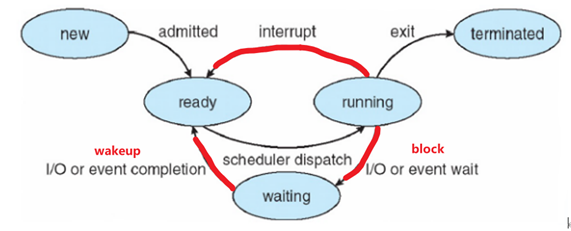 new
admitted
interrupt
exit
terminated
ready
running
wakeup
block
scheduler dispatch
I/O or event completion
I/O or event wait
waiting